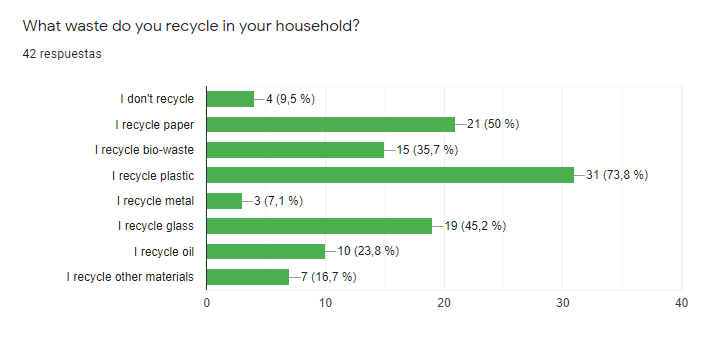 What waste do you recycle in your household?
42 respuestas
I don't recycle 4 (9,5 %)
I recycle paper 21 (50 %)
I recycle bio-waste 15 (35,7 %)
I recycle plastic 31 (73,8 %)
I recycle metal 3 (7,1 %)
I recycle glass 19 (45,2 %)
I recycle oil 10 (23,8 %)
I recycle other materials 7 (16,7 %)
0 10 20 30 40